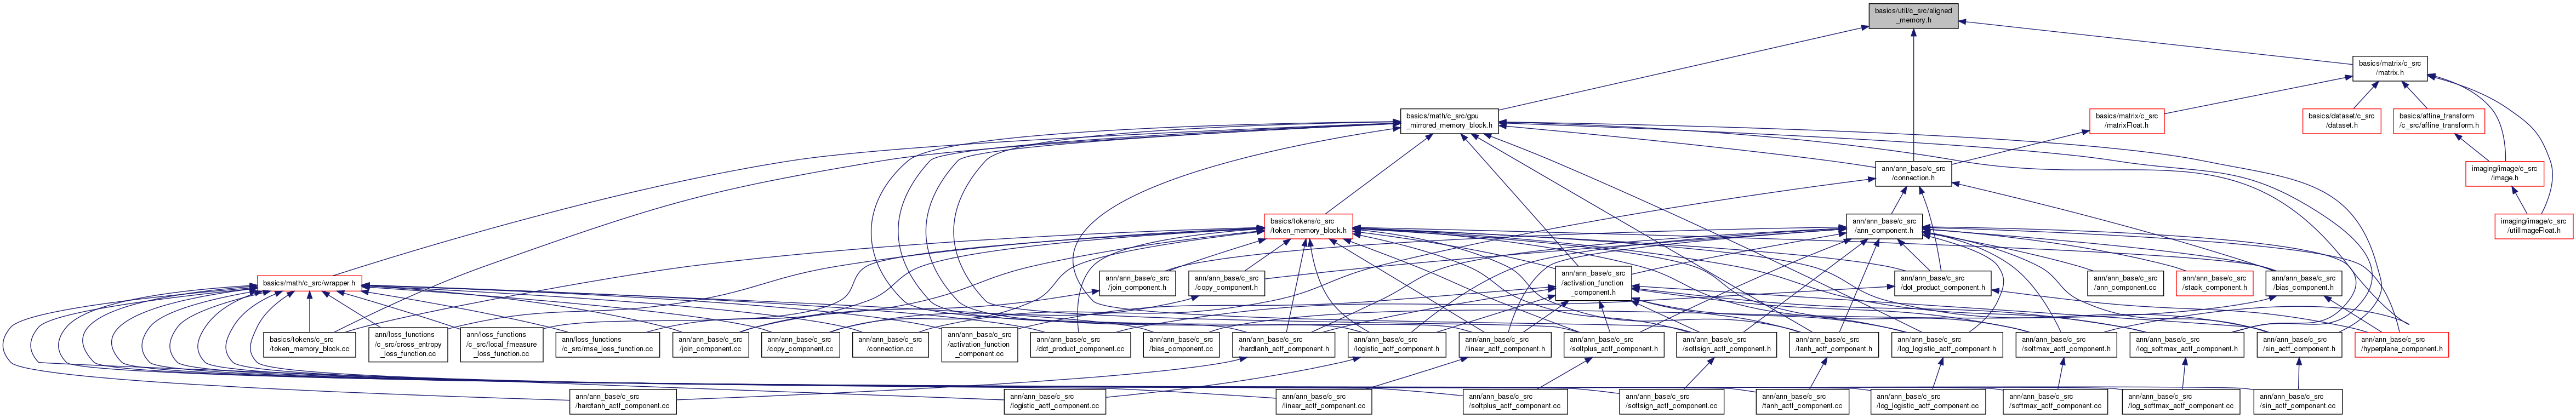 basics/util/c_src/aligned
_memory.h
basics/matrix/c_src
/matrix.h
basics/math/c_src/gpu
_mirrored_memory_block.h
basics/matrix/c_src
/matrixFloat.h
basics/dataset/c_src
/dataset.h
basics/affine_transform
/c_src/affine_transform.h
ann/ann_base/c_src
/connection.h
imaging/image/c_src
/image.h
basics/tokens/c_src
/token_memory_block.h
ann/ann_base/c_src
/ann_component.h
imaging/image/c_src
/utilImageFloat.h
basics/math/c_src/wrapper.h
ann/ann_base/c_src
/join_component.h
ann/ann_base/c_src
/copy_component.h
ann/ann_base/c_src
/activation_function
_component.h
ann/ann_base/c_src
/dot_product_component.h
ann/ann_base/c_src
/ann_component.cc
ann/ann_base/c_src
/stack_component.h
ann/ann_base/c_src
/bias_component.h
basics/tokens/c_src
/token_memory_block.cc
ann/loss_functions
/c_src/cross_entropy
_loss_function.cc
ann/loss_functions
/c_src/local_fmeasure
_loss_function.cc
ann/loss_functions
/c_src/mse_loss_function.cc
ann/ann_base/c_src
/join_component.cc
ann/ann_base/c_src
/copy_component.cc
ann/ann_base/c_src
/connection.cc
ann/ann_base/c_src
/activation_function
_component.cc
ann/ann_base/c_src
/dot_product_component.cc
ann/ann_base/c_src
/bias_component.cc
ann/ann_base/c_src
/hardtanh_actf_component.h
ann/ann_base/c_src
/logistic_actf_component.h
ann/ann_base/c_src
/linear_actf_component.h
ann/ann_base/c_src
/softplus_actf_component.h
ann/ann_base/c_src
/softsign_actf_component.h
ann/ann_base/c_src
/tanh_actf_component.h
ann/ann_base/c_src
/log_logistic_actf_component.h
ann/ann_base/c_src
/softmax_actf_component.h
ann/ann_base/c_src
/log_softmax_actf_component.h
ann/ann_base/c_src
/sin_actf_component.h
ann/ann_base/c_src
/hyperplane_component.h
ann/ann_base/c_src
/hardtanh_actf_component.cc
ann/ann_base/c_src
/logistic_actf_component.cc
ann/ann_base/c_src
/linear_actf_component.cc
ann/ann_base/c_src
/softplus_actf_component.cc
ann/ann_base/c_src
/softsign_actf_component.cc
ann/ann_base/c_src
/tanh_actf_component.cc
ann/ann_base/c_src
/log_logistic_actf_component.cc
ann/ann_base/c_src
/softmax_actf_component.cc
ann/ann_base/c_src
/log_softmax_actf_component.cc
ann/ann_base/c_src
/sin_actf_component.cc